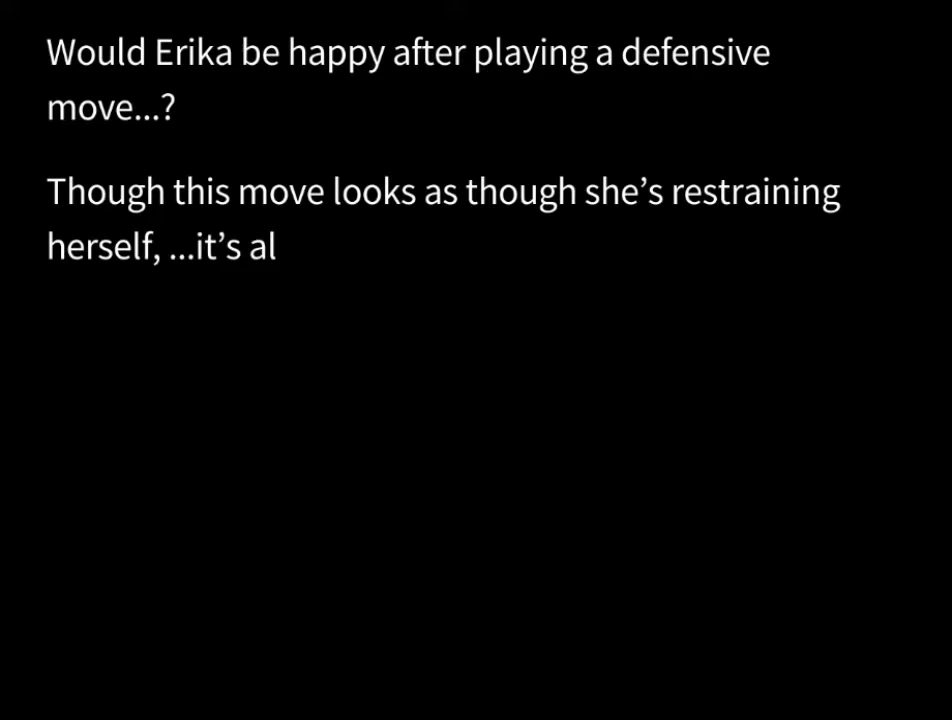 Would Erika be happy after playing a defensive
move...?
Though this move looks as though she’s restraining
herself, ...it’s al